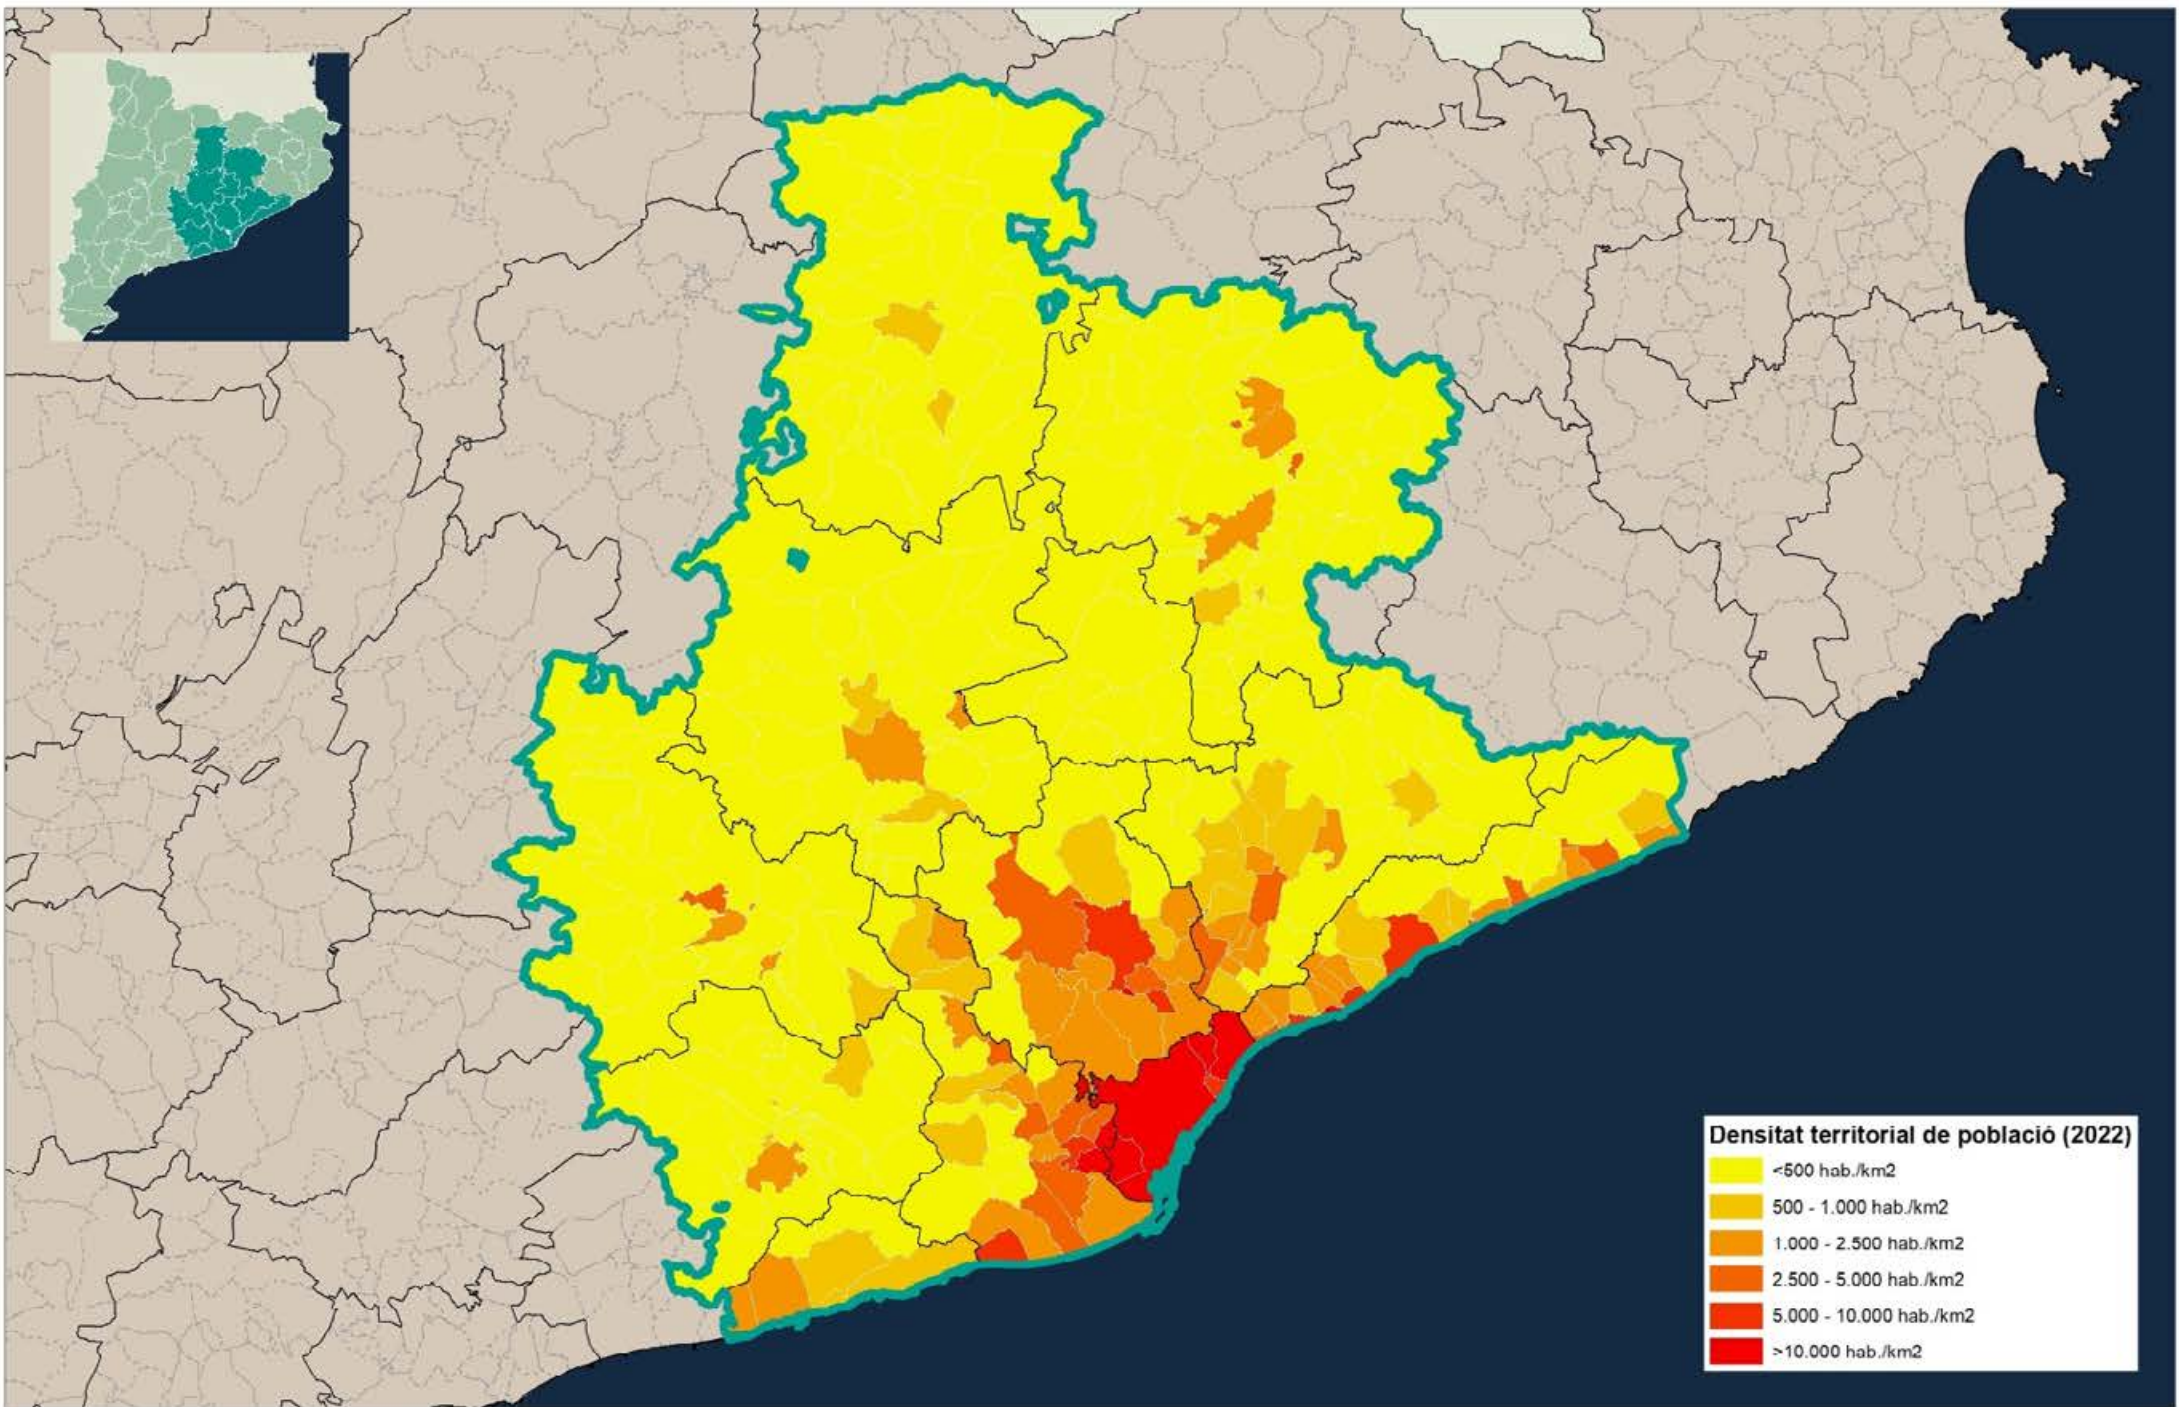 Densitat territorial de població (2022)
<500 hab./km2
500 - 1.000 hab./km2
1.000 - 2.500 hab./km2
2.500 - 5.000 hab./km2
5.000 - 10.000 hab./km2
>10.000 hab./km2